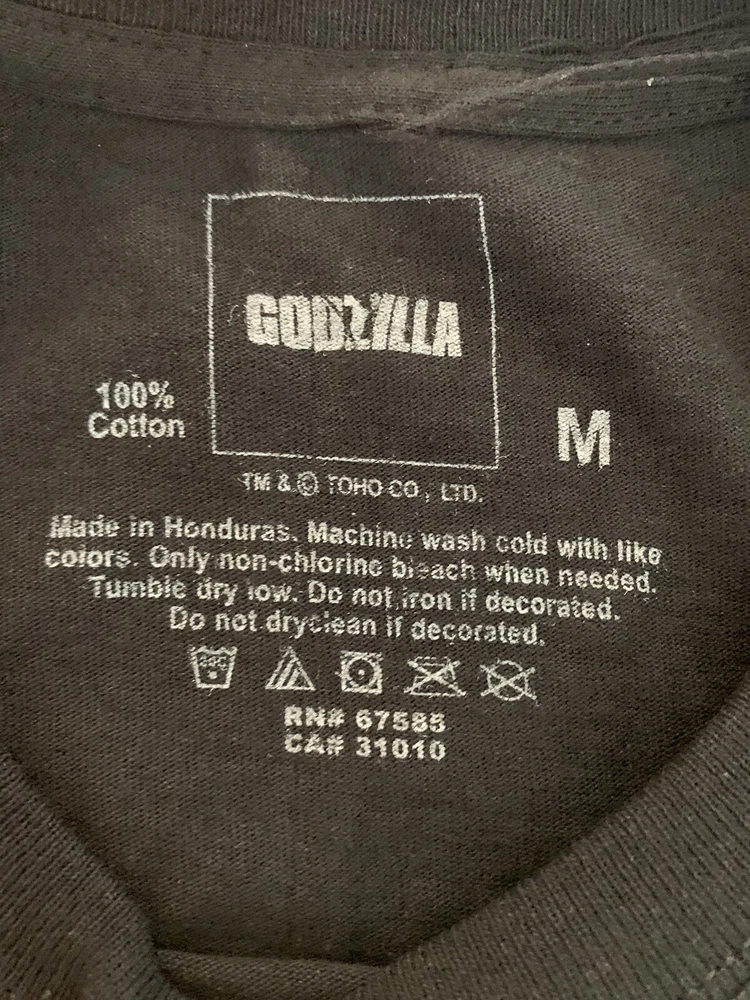 GODZILLA
100%
Cotton
M
TM & © TOHO CO., LTD.
Made in Honduras. Machine wash cold with like
colors. Only non-chlorine bleach when needed.
Tumble dry low. Do not iron if decorated.
Do not dryclean if decorated.
30C
RN# 67585
CA# 31010